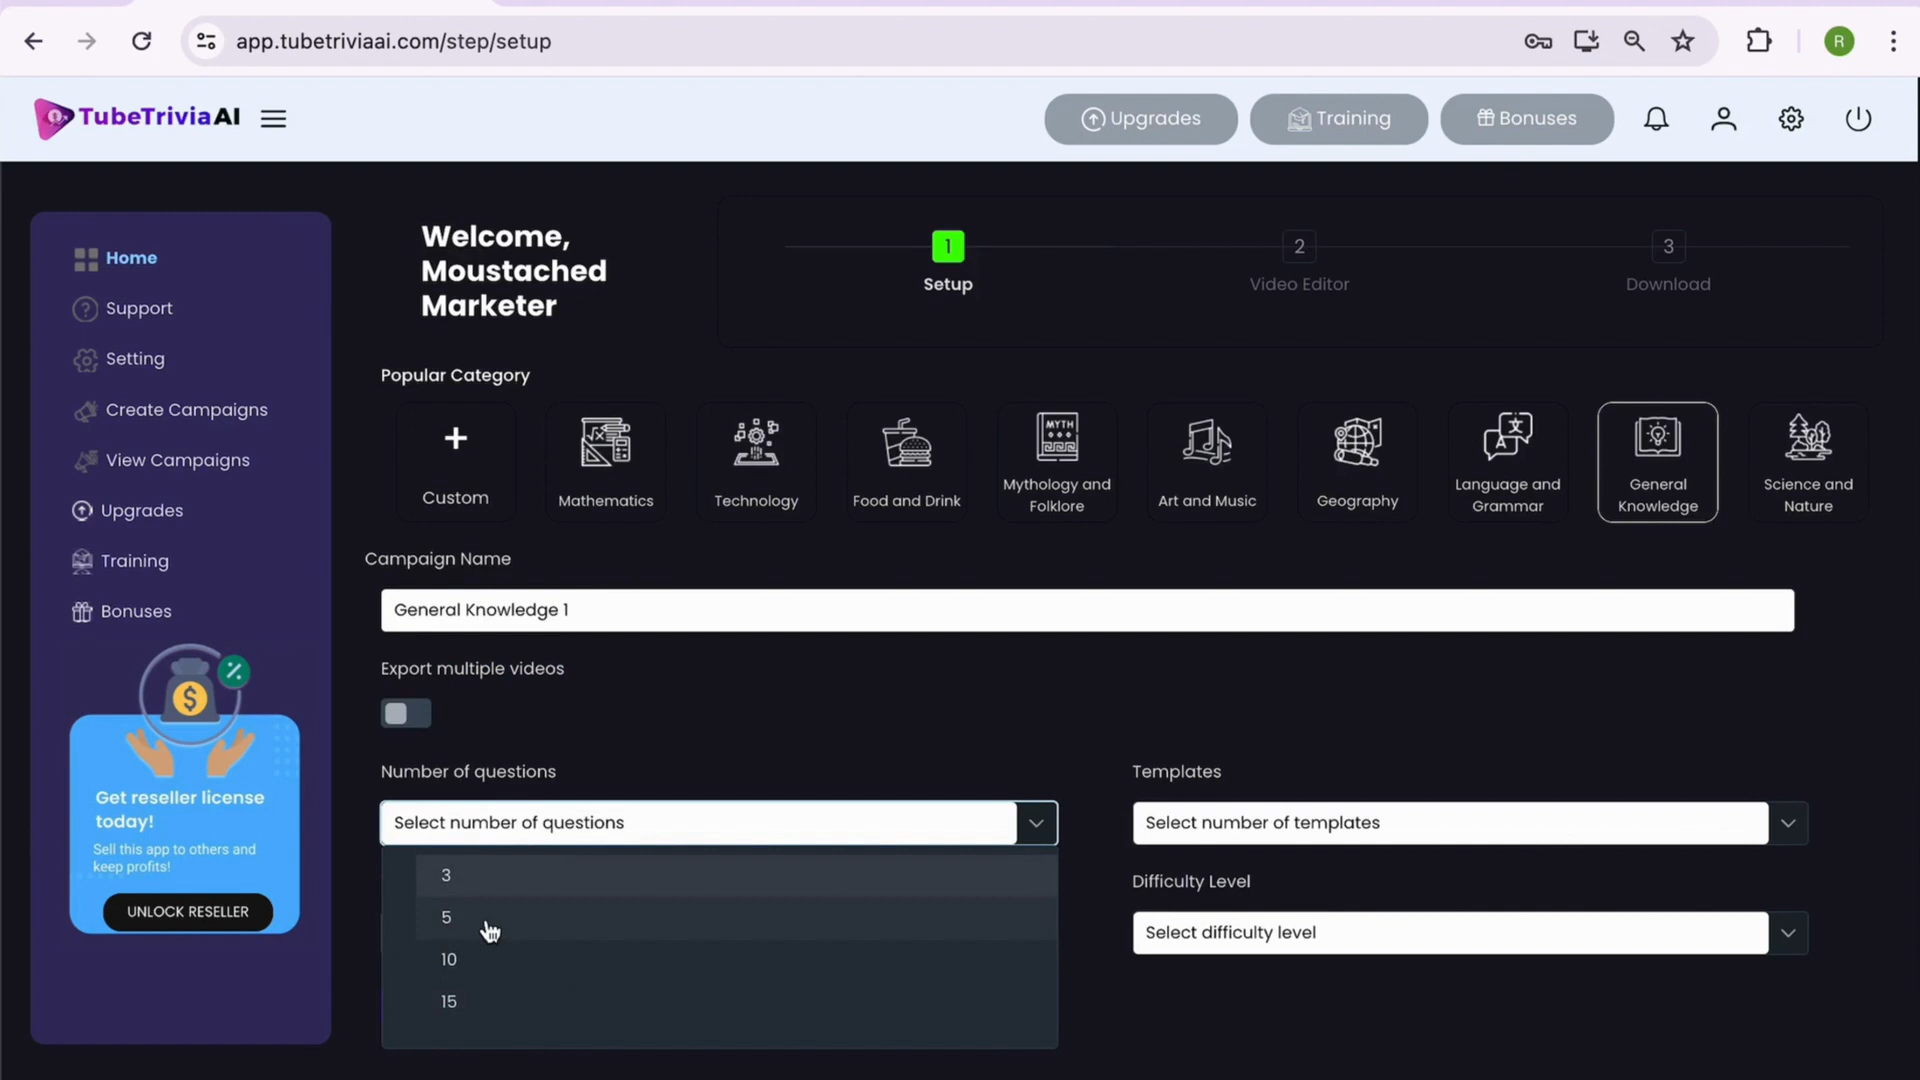 app.tubetriviaai.com/step/setup
R
TubeTriviaAI
Upgrades
Training
Bonuses
Home
Support
Setting
Create Campaigns
View Campaigns
Upgrades
Training
Bonuses
%
$
Get reseller license
today!
Sell this app to others and
keep profits!
UNLOCK RESELLER
Welcome,
Moustached
Marketer
1
Setup
2
Video Editor
3
Download
Popular Category
+
Custom
Mathematics
Technology
Food and Drink
MYTH
Mythology and
Folklore
Art and Music
Geography
文
A
Language and
Grammar
General
Knowledge
Science and
Nature
Campaign Name
General Knowledge 1
Export multiple videos
Number of questions
Select number of questions
3
5
10
15
Templates
Select number of templates
Difficulty Level
Select difficulty level